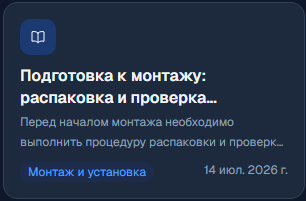 Подготовка к монтажу:
распаковка и проверка...
Перед началом монтажа необходимо
выполнить процедуру распаковки и проверк...
Монтаж и установка
14 июл. 2026 г.